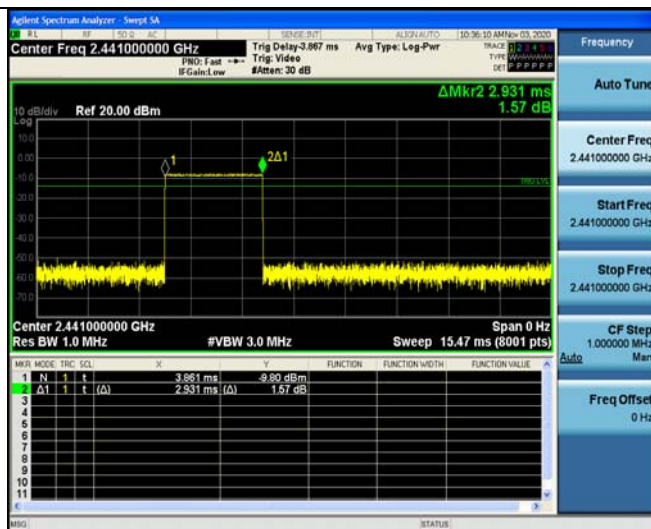 Agilent Spectrum Analyzer - Swept SA
RL RF 50 Ω AC SENSE:INT ALIGN AUTO 10:36:10 AM Nov 03, 2020
Center Freq 2.441000000 GHz Trig Delay-3.867 ms Avg Type: Log-Pwr TRACE 1 2 3 4 5 6
PNO: Fast Trig: Video TYPE
IFGain:Low #Atten: 30 dB DET P P P P P P
ΔMkr2 2.931 ms
1.57 dB
10 dB/div Ref 20.00 dBm
Log
10.0
0.00
-10.0
-20.0
-30.0
-40.0
-50.0
-60.0
-70.0
1
2Δ1
TRIG LVL
Center 2.441000000 GHz Span 0 Hz
Res BW 1.0 MHz #VBW 3.0 MHz Sweep 15.47 ms (8001 pts)
MKR MODE TRC SCL X Y FUNCTION FUNCTION WIDTH FUNCTION VALUE
1 N 1 t 3.861 ms -9.80 dBm
2 Δ1 1 t (Δ) 2.931 ms (Δ) 1.57 dB
3
4
5
6
7
8
9
10
11
MSG STATUS
Frequency
Auto Tune
Center Freq
2.441000000 GHz
Start Freq
2.441000000 GHz
Stop Freq
2.441000000 GHz
CF Step
1.000000 MHz
Auto Man
Freq Offset
0 Hz